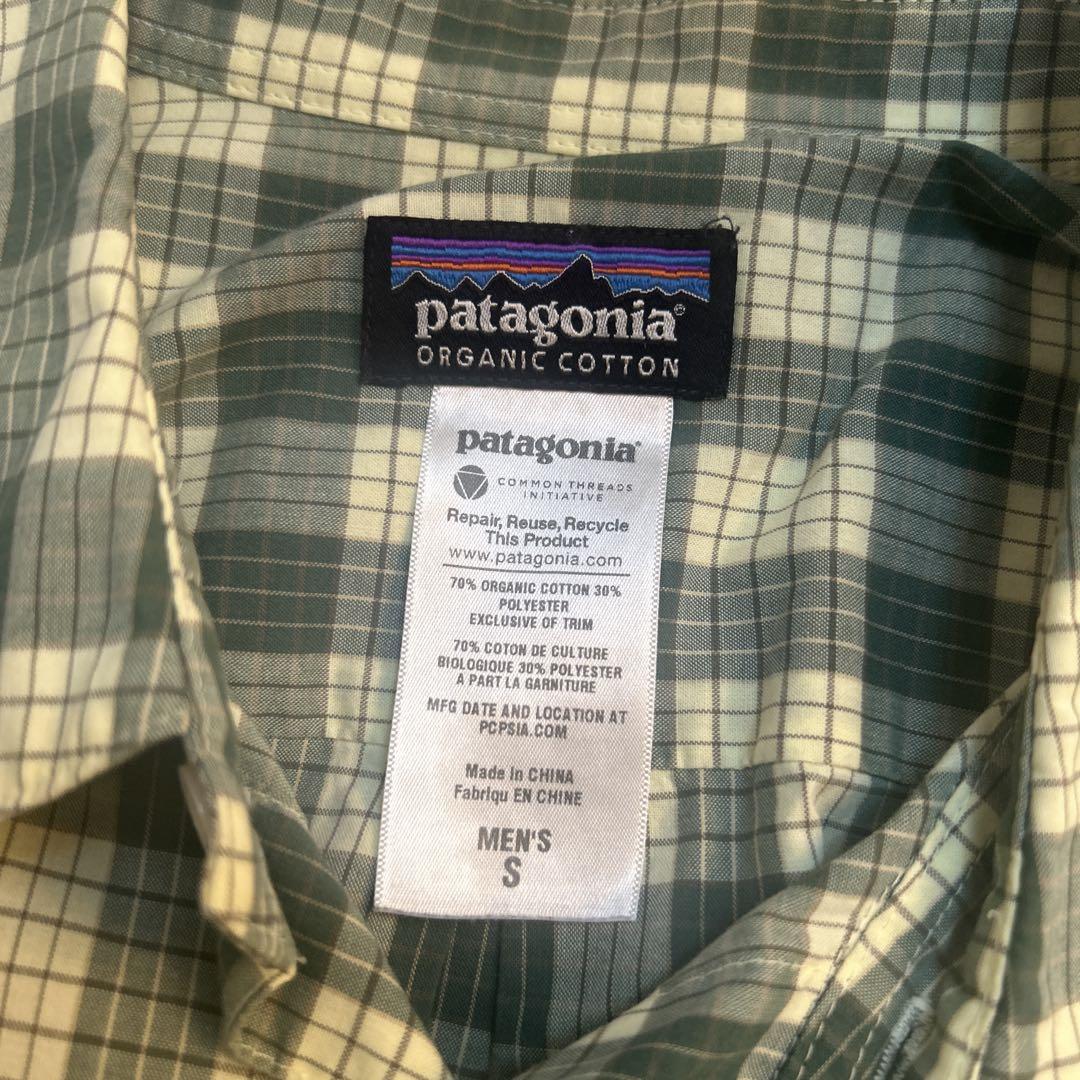 patagonia®
ORGANIC COTTON
patagonia®
COMMON THREADS
INITIATIVE
Repair, Reuse, Recycle
This Product
www.patagonia.com
70% ORGANIC COTTON 30%
POLYESTER
EXCLUSIVE OF TRIM
70% COTON DE CULTURE
BIOLOGIQUE 30% POLYESTER
A PART LA GARNITURE
MFG DATE AND LOCATION AT
PCPSIA.COM
Made in CHINA
Fabriqu EN CHINE
MEN'S
S